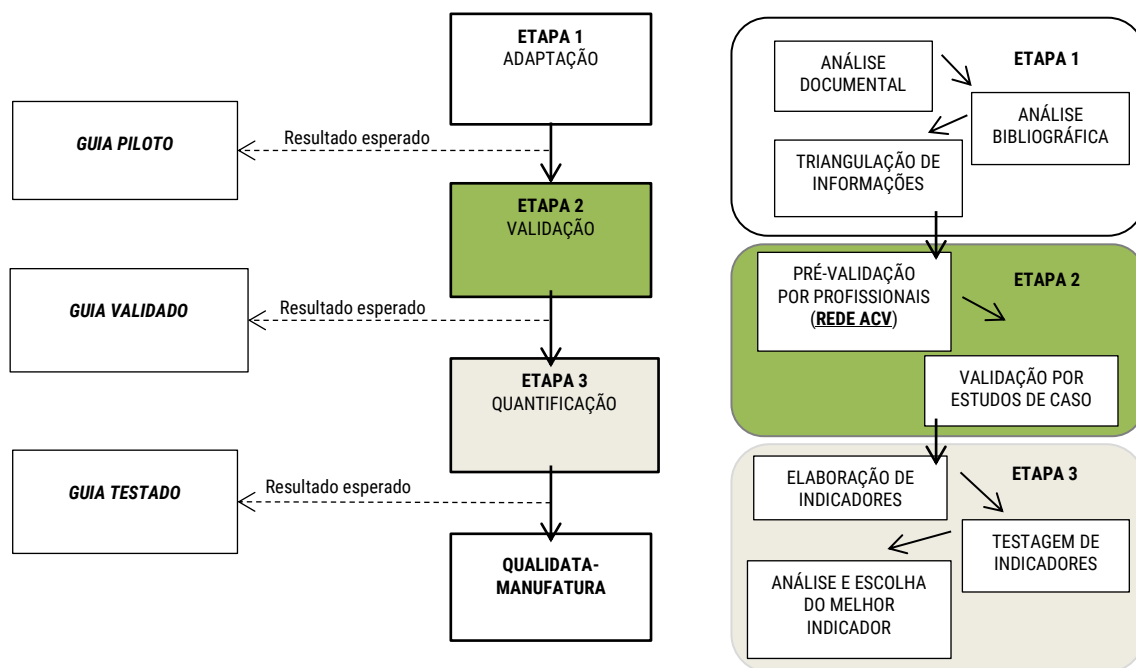 ETAPA 1
ADAPTAÇÃO
GUIA PILOTO
Resultado esperado
ETAPA 2
VALIDAÇÃO
GUIA VALIDADO
Resultado esperado
ETAPA 3
QUANTIFICAÇÃO
GUIA TESTADO
Resultado esperado
QUALIDATA-
MANUFATURA
ETAPA 1
ANÁLISE
DOCUMENTAL
ANÁLISE
BIBLIOGRÁFICA
TRIANGULAÇÃO DE
INFORMAÇÕES
ETAPA 2
PRÉ-VALIDAÇÃO
POR PROFISSIONAIS
(REDE ACV)
VALIDAÇÃO POR
ESTUDOS DE CASO
ETAPA 3
ELABORAÇÃO DE
INDICADORES
TESTAGEM DE
INDICADORES
ANÁLISE E ESCOLHA
DO MELHOR
INDICADOR